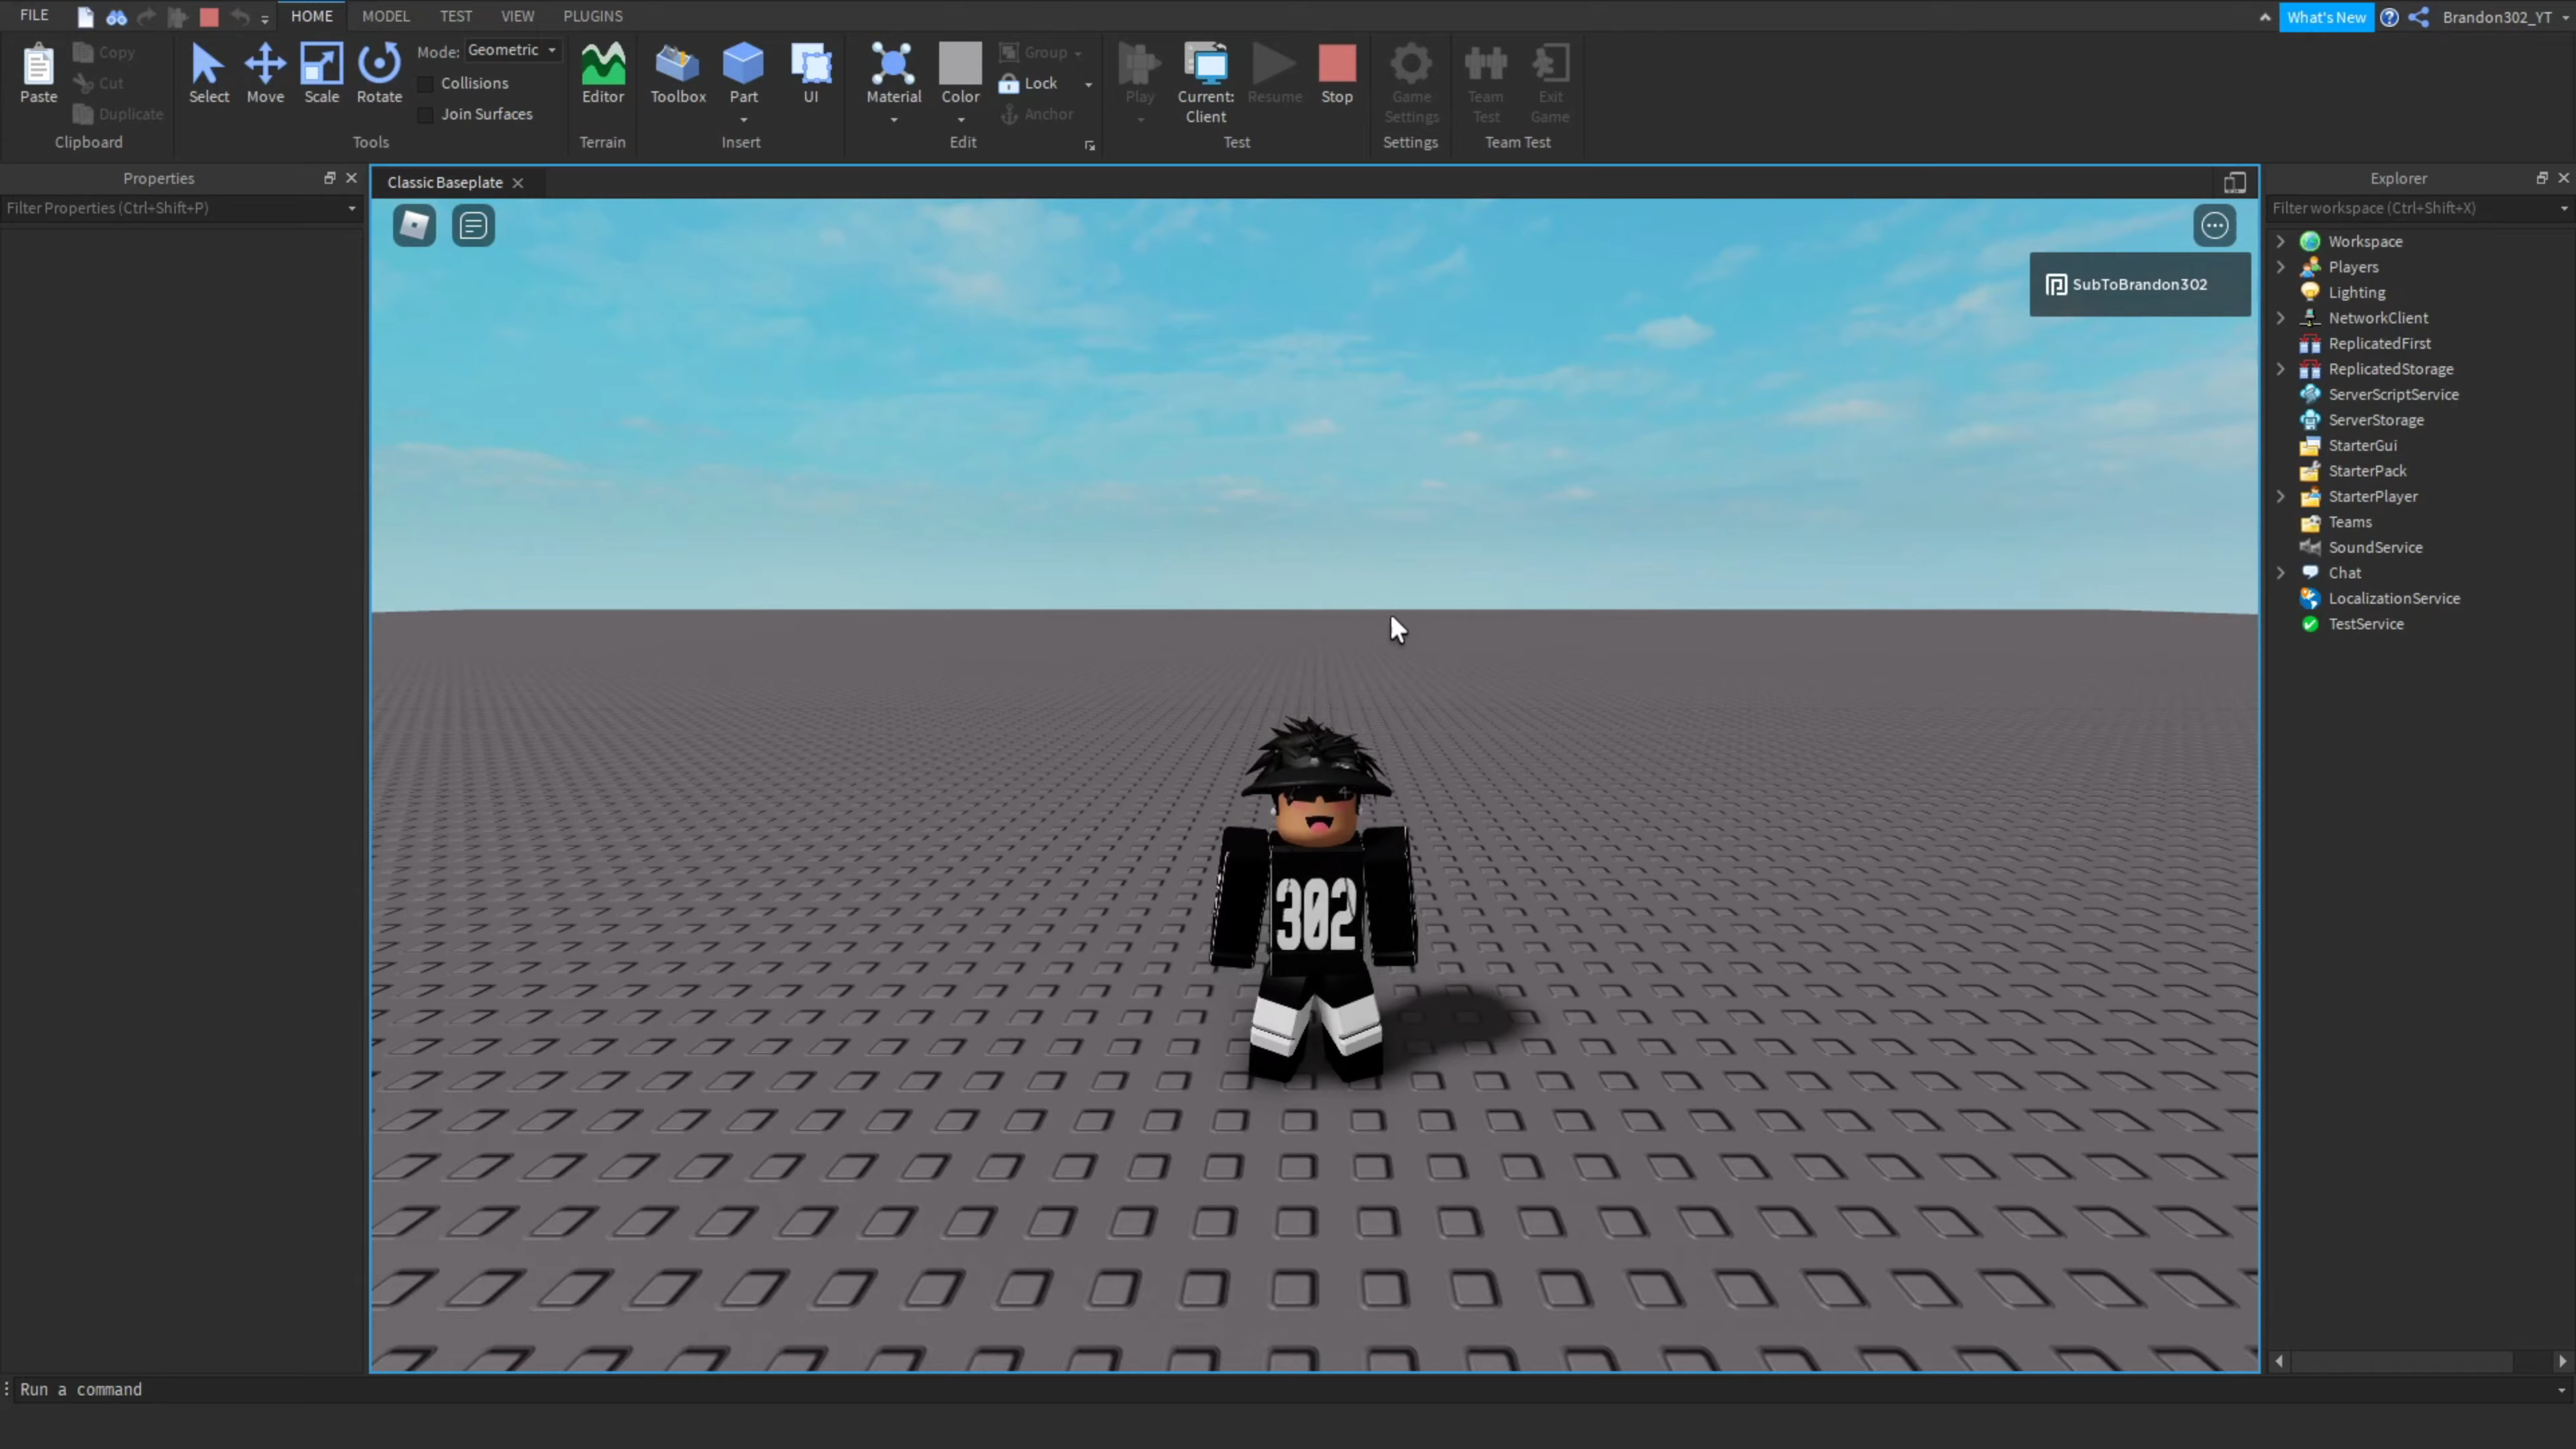 FILE HOME MODEL TEST VIEW PLUGINS What's New Brandon302_YT
Paste
Copy
Cut
Duplicate
Clipboard
Select Move Scale Rotate
Mode: Geometric
Collisions
Join Surfaces
Tools
Editor
Terrain
Toolbox Part UI
Insert
Material Color
Group
Lock
Anchor
Edit
Play
Current:
Client
Resume Stop
Test
Game
Settings
Settings
Team
Test
Exit
Game
Team Test
Properties
Filter Properties (Ctrl+Shift+P)
Classic Baseplate
SubToBrandon302
302
Explorer
Filter workspace (Ctrl+Shift+X)
Workspace
Players
Lighting
NetworkClient
ReplicatedFirst
ReplicatedStorage
ServerScriptService
ServerStorage
StarterGui
StarterPack
StarterPlayer
Teams
SoundService
Chat
LocalizationService
TestService
Run a command